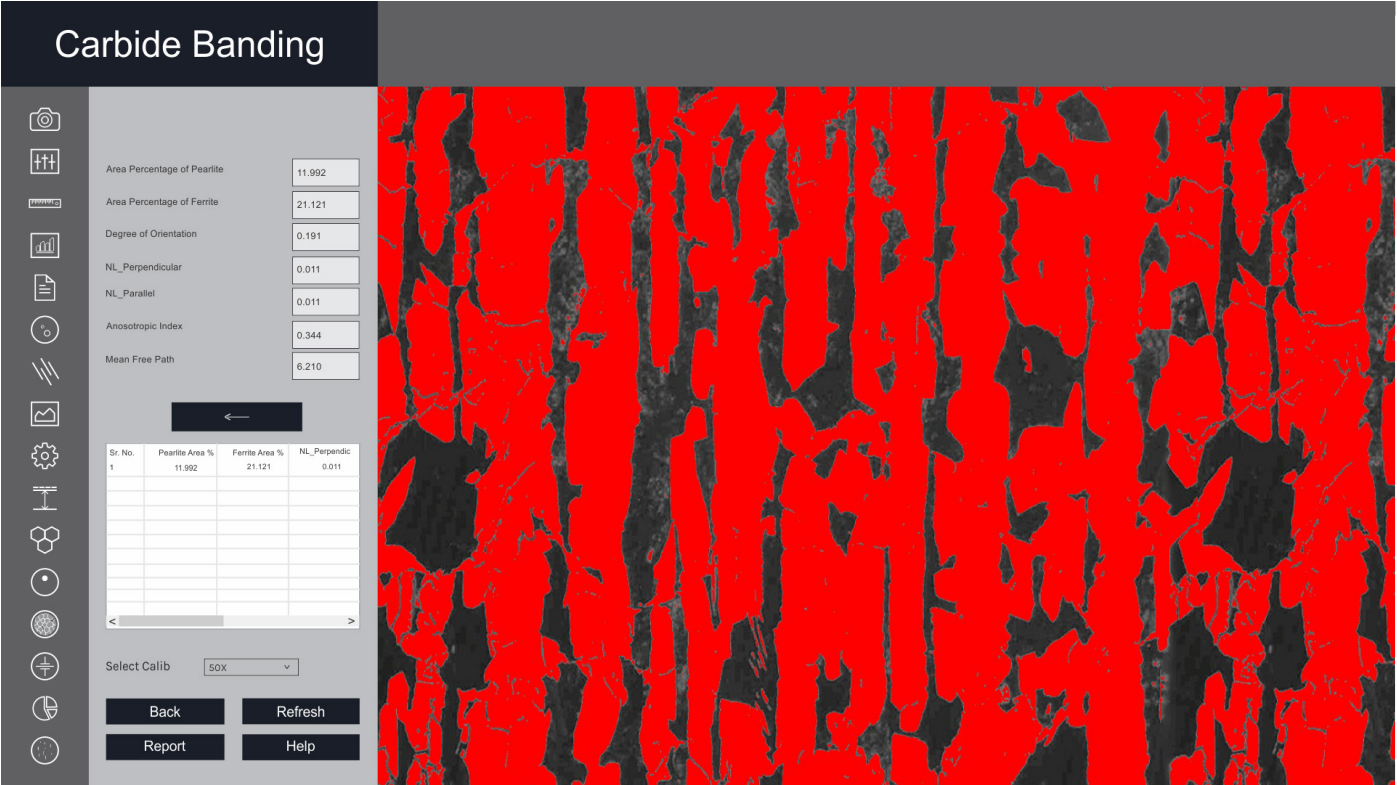 Carbide Banding
Area Percentage of Pearlite 11.992
Area Percentage of Ferrite 21.121
Degree of Orientation 0.191
NL_Perpendicular 0.011
NL_Parallel 0.011
Anosotropic Index 0.344
Mean Free Path 6.210
Sr. No. Pearlite Area % Ferrite Area % NL_Perpendic
1 11.992 21.121 0.011
< >
Select Calib 50X
Back Refresh
Report Help